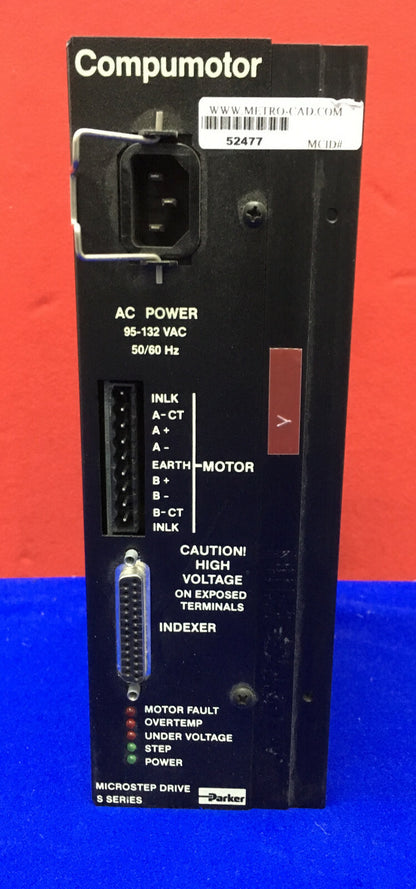 Compumotor
WWW.METRO-CAD.COM
52477 MCID#
AC POWER
95-132 VAC
50/60 Hz
INLK
A-CT
A+
A-
EARTH MOTOR
B+
B-
B-CT
INLK
Y
CAUTION!
HIGH
VOLTAGE
ON EXPOSED
TERMINALS
INDEXER
MOTOR FAULT
OVERTEMP
UNDER VOLTAGE
STEP
POWER
MICROSTEP DRIVE
S SERiES Parker